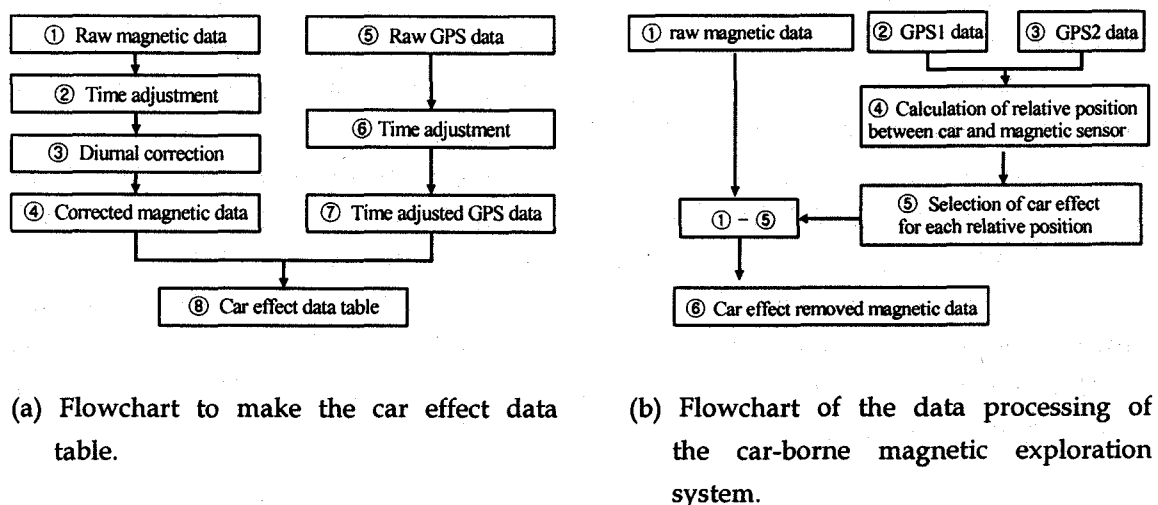 ① Raw magnetic data
② Time adjustment
③ Diurnal correction
④ Corrected magnetic data
⑤ Raw GPS data
⑥ Time adjustment
⑦ Time adjusted GPS data
⑧ Car effect data table
(a) Flowchart to make the car effect data
table.
① raw magnetic data
② GPS1 data
③ GPS2 data
④ Calculation of relative position
between car and magnetic sensor
⑤ Selection of car effect
for each relative position
① - ⑤
⑥ Car effect removed magnetic data
(b) Flowchart of the data processing of
the car-borne magnetic exploration
system.